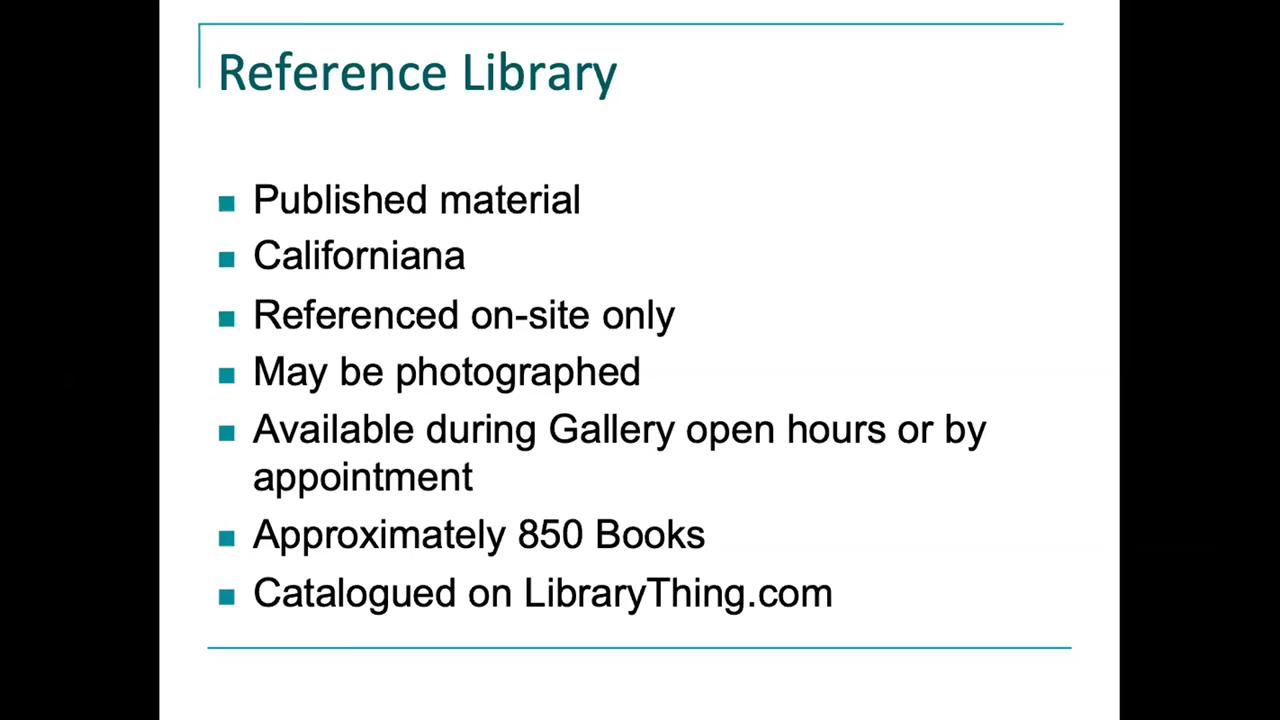 Reference Library
Published material
Californiana
Referenced on-site only
May be photographed
Available during Gallery open hours or by
appointment
Approximately 850 Books
Catalogued on LibraryThing.com